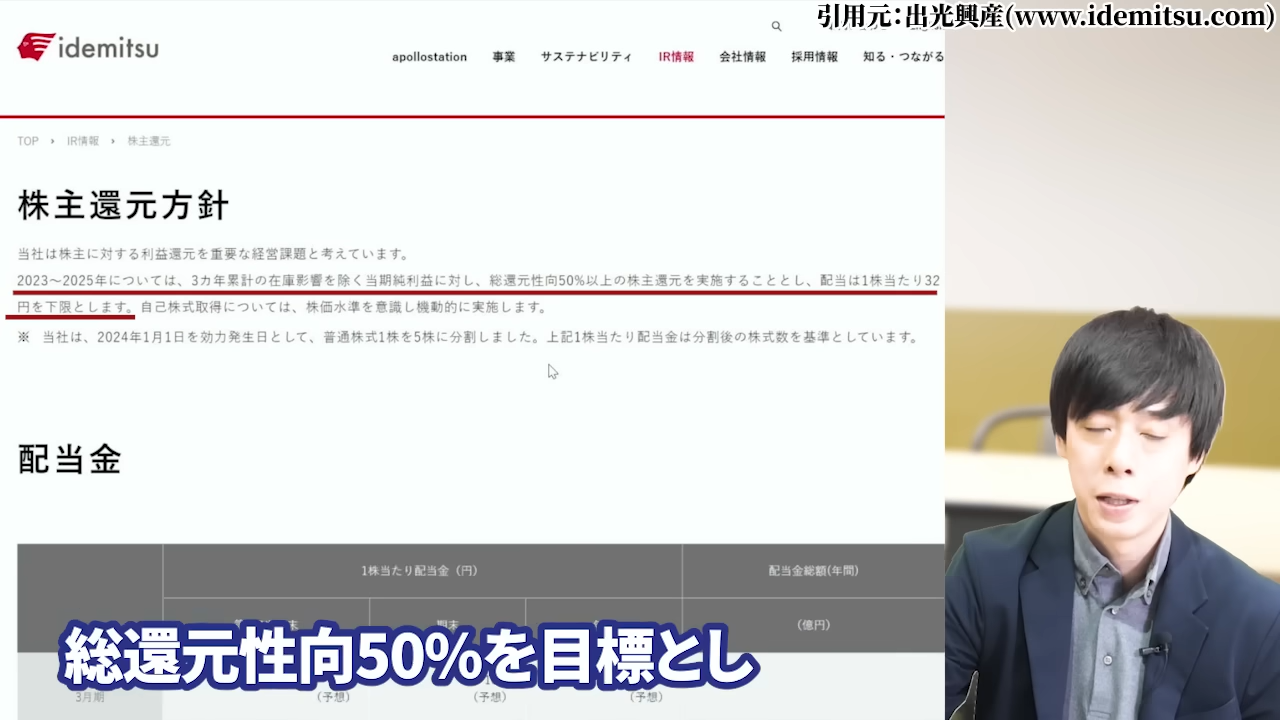 引用元：出光興産(www.idemitsu.com)
idemitsu
apollostation 事業 サステナビリティ IR情報 会社情報 採用情報 知る・つながる
TOP › IR情報 › 株主還元
株主還元方針
当社は株主に対する利益還元を重要な経営課題と考えています。
2023～2025年については、3カ年累計の在庫影響を除く当期純利益に対し、総還元性向50%以上の株主還元を実施することとし、配当は1株当たり32
円を下限とします。自己株式取得については、株価水準を意識し機動的に実施します。
※ 当社は、2024年1月1日を効力発生日として、普通株式1株を5株に分割しました。上記1株当たり配当金は分割後の株式数を基準としています。
配当金
1株当たり配当金（円） 配当金総額(年間)
期末 （億円）
総還元性向50%を目標とし
3月期 （予想） （予想） （予想）